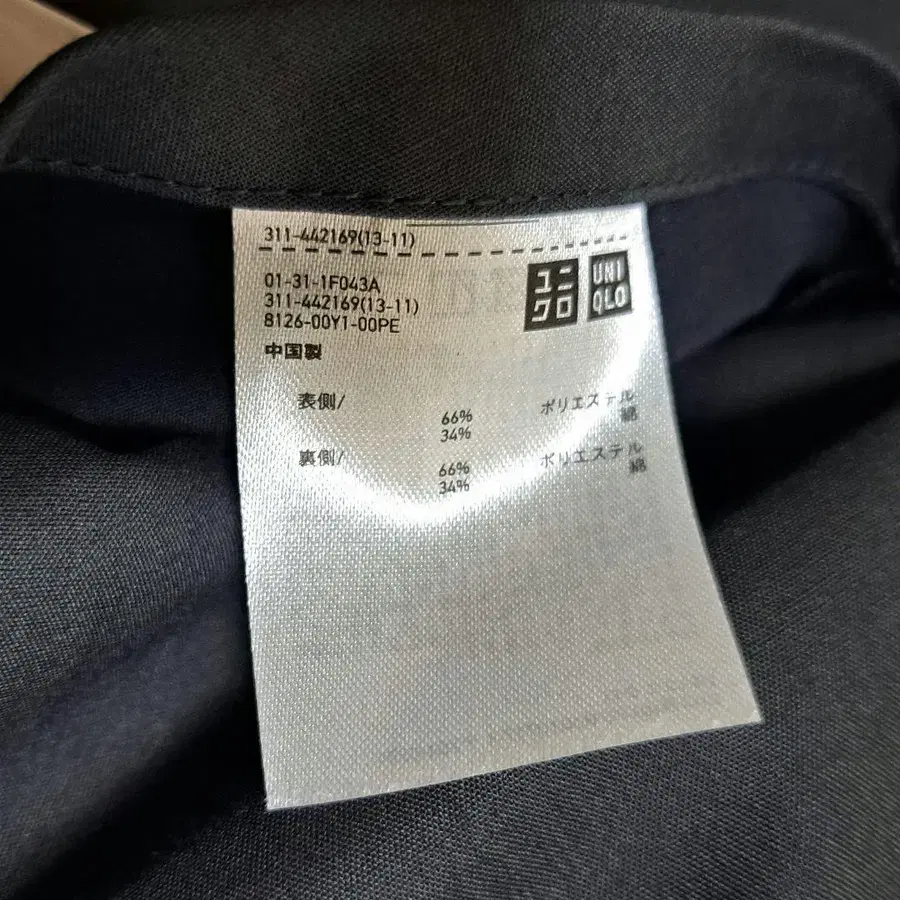 311-442169(13-11)
01-31-1F043A
311-442169(13-11)
8126-00Y1-00PE
中国製
ユニ
クロ
UNI
QLO
表側/
66% ポリエステル
34% 綿
裏側/
66% ポリエステル
34% 綿